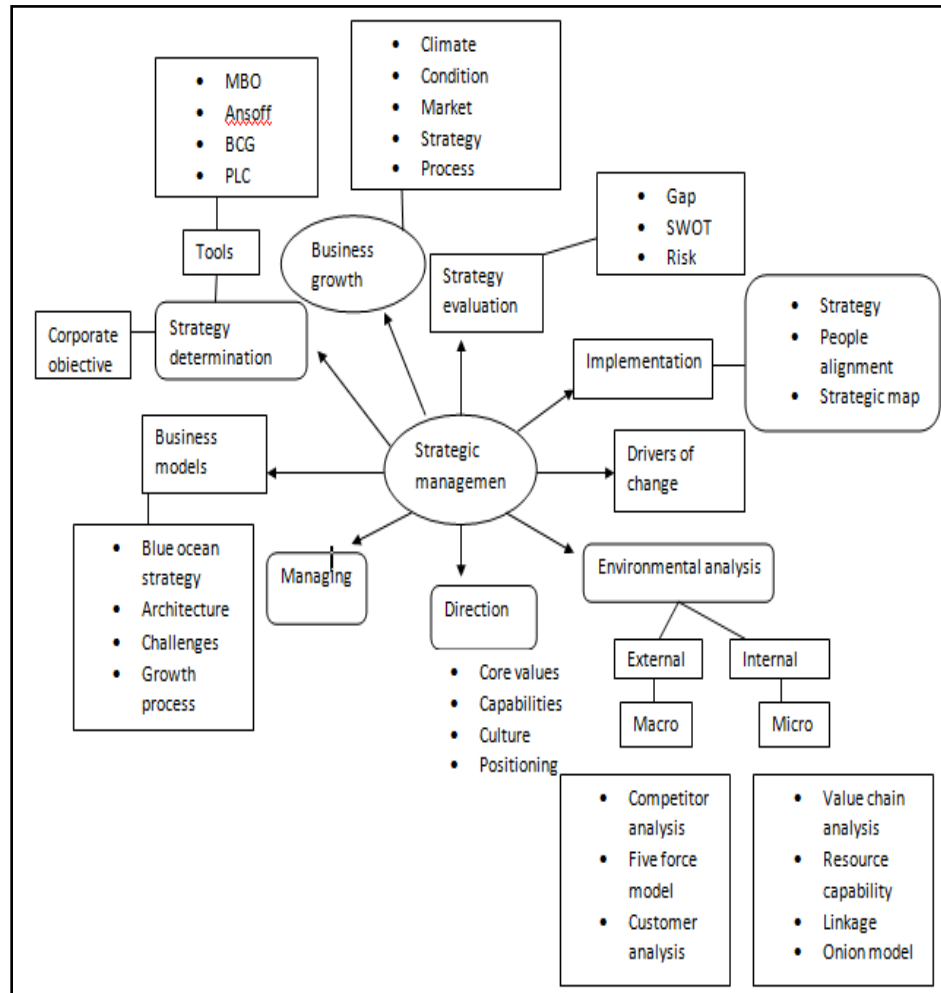 • MBO
• Ansoff
• BCG
• PLC
• Climate
• Condition
• Market
• Strategy
• Process
• Gap
• SWOT
• Risk
Tools
Business
growth
Strategy
evaluation
• Strategy
• People
alignment
• Strategic map
Corporate
objective
Strategy
determination
Implementation
Business
models
Strategic
managemen
Drivers of
change
• Blue ocean
strategy
• Architecture
• Challenges
• Growth
process
Managing
Direction
• Core values
• Capabilities
• Culture
• Positioning
Environmental analysis
External
Internal
Macro
Micro
• Competitor
analysis
• Five force
model
• Customer
analysis
• Value chain
analysis
• Resource
capability
• Linkage
• Onion model